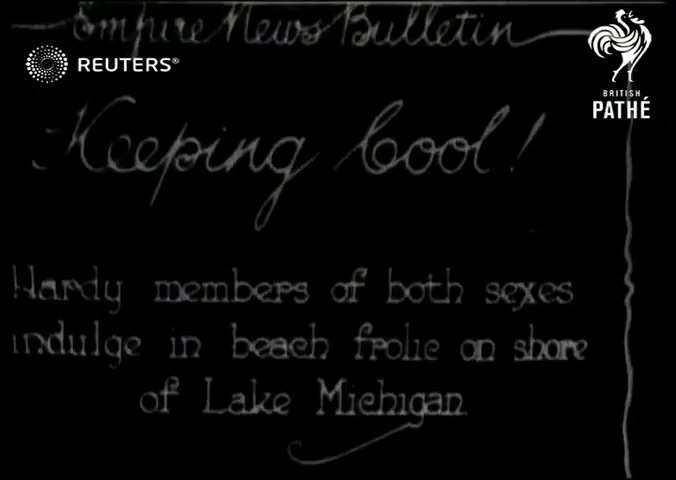 Empire News Bulletin
REUTERS®
BRITISH
PATHÉ
Keeping Cool!
Hardy members of both sexes
indulge in beach frolic on shore
of Lake Michigan